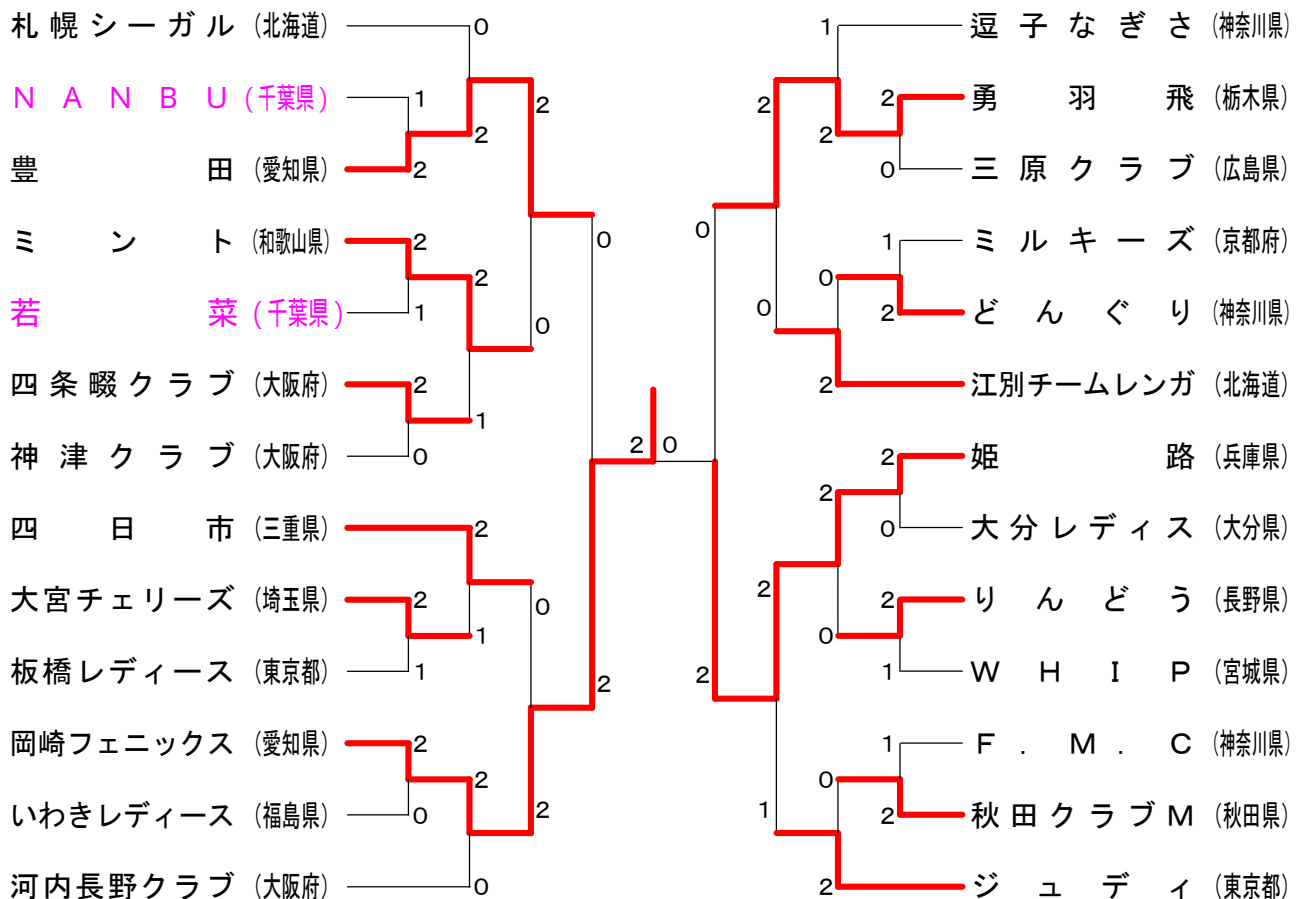 札幌シーガル (北海道) 0
NANBU (千葉県) 1
2
豊田 (愛知県) 2
2
ミント (和歌山県) 2
2
若菜 (千葉県) 1
0
0
四条畷クラブ (大阪府) 2
1
神津クラブ (大阪府) 0
四日市 (三重県) 2
0
大宮チェリーズ (埼玉県) 2
1
板橋レディース (東京都) 1
2
岡崎フェニックス (愛知県) 2
2
いわきレディース (福島県) 0
2
河内長野クラブ (大阪府) 0
2 0
1 逗子なぎさ (神奈川県)
2
2 勇羽飛 (栃木県)
2
0 三原クラブ (広島県)
0
1 ミルキーズ (京都府)
0
2 どんぐり (神奈川県)
0
2 江別チームレンガ (北海道)
2 姫路 (兵庫県)
2
0 大分レディス (大分県)
2
2 りんどう (長野県)
0
1 WHIP (宮城県)
2
1 F.M.C (神奈川県)
0
2 秋田クラブM (秋田県)
1
2 ジュディ (東京都)